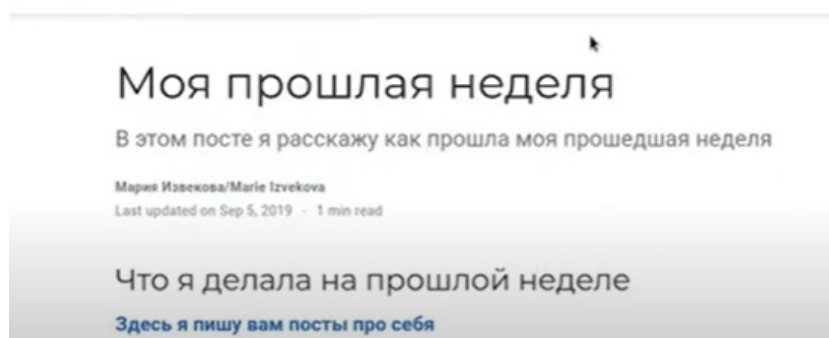 Моя прошлая неделя
В этом посте я расскажу как прошла моя прошедшая неделя
Мария Извекова/Marie Izvekova
Last updated on Sep 5, 2019 · 1 min read
Что я делала на прошлой неделе
Здесь я пишу вам посты про себя